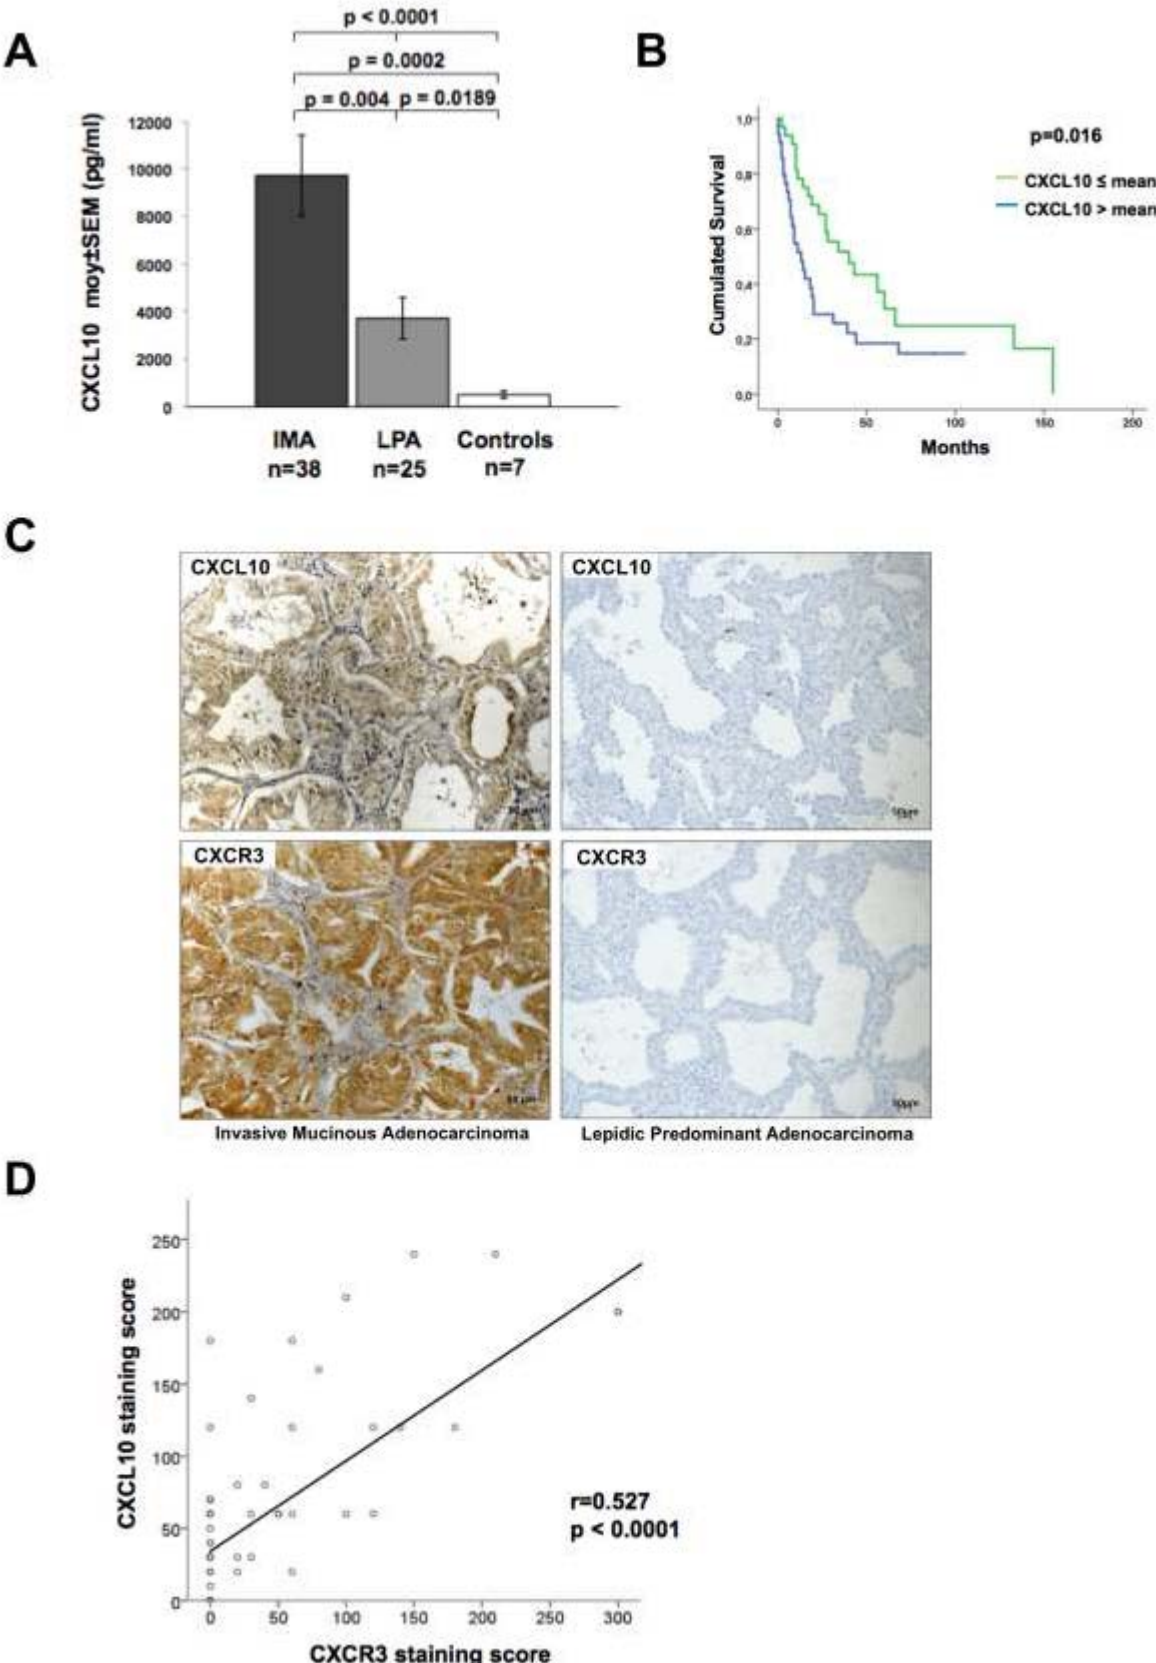 A
p < 0.0001
p = 0.0002
p = 0.004 p = 0.0189
CXCL10 moy±SEM (pg/ml)
12000
10000
8000
6000
4000
2000
0
IMA LPA Controls
n=38 n=25 n=7
B
p=0.016
CXCL10 ≤ mean
CXCL10 > mean
Cumulated Survival
1,0
0,8
0,6
0,4
0,2
0,0
0 50 100 150 200
Months
C
CXCL10 CXCL10
CXCR3 CXCR3
Invasive Mucinous Adenocarcinoma Lepidic Predominant Adenocarcinoma
D
CXCL10 staining score
250
200
150
100
50
0
r=0.527
p < 0.0001
0 50 100 150 200 250 300
CXCR3 staining score